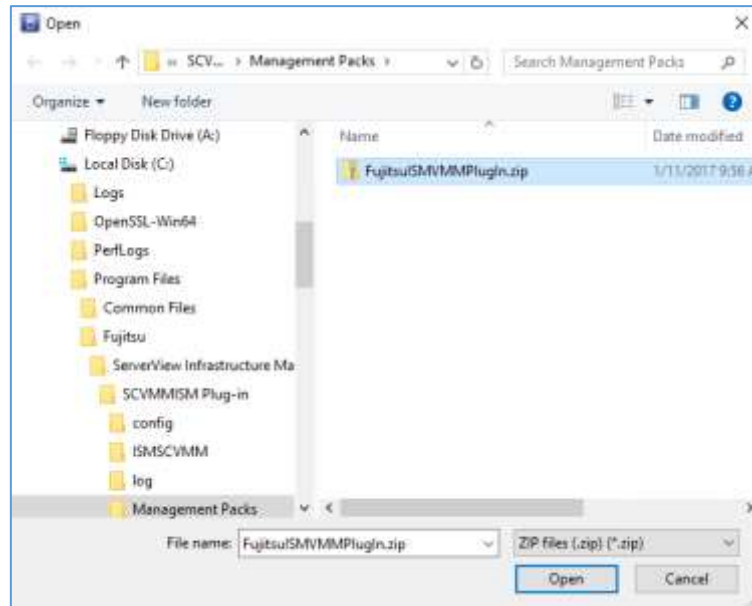 Open
SCV... › Management Packs ›
Search Management Packs
Organize
New folder
Floppy Disk Drive (A:)
Local Disk (C:)
Logs
OpenSSL-Win64
PerfLogs
Program Files
Common Files
Fujitsu
ServerView Infrastructure Ma
SCVMMISM Plug-in
config
ISMSCVMM
log
Management Packs
Name
Date modified
FujitsuISMVMMPlugIn.zip
1/11/2017 9:56 A
File name: FujitsuISMVMMPlugIn.zip
ZIP files (.zip) (*.zip)
Open
Cancel